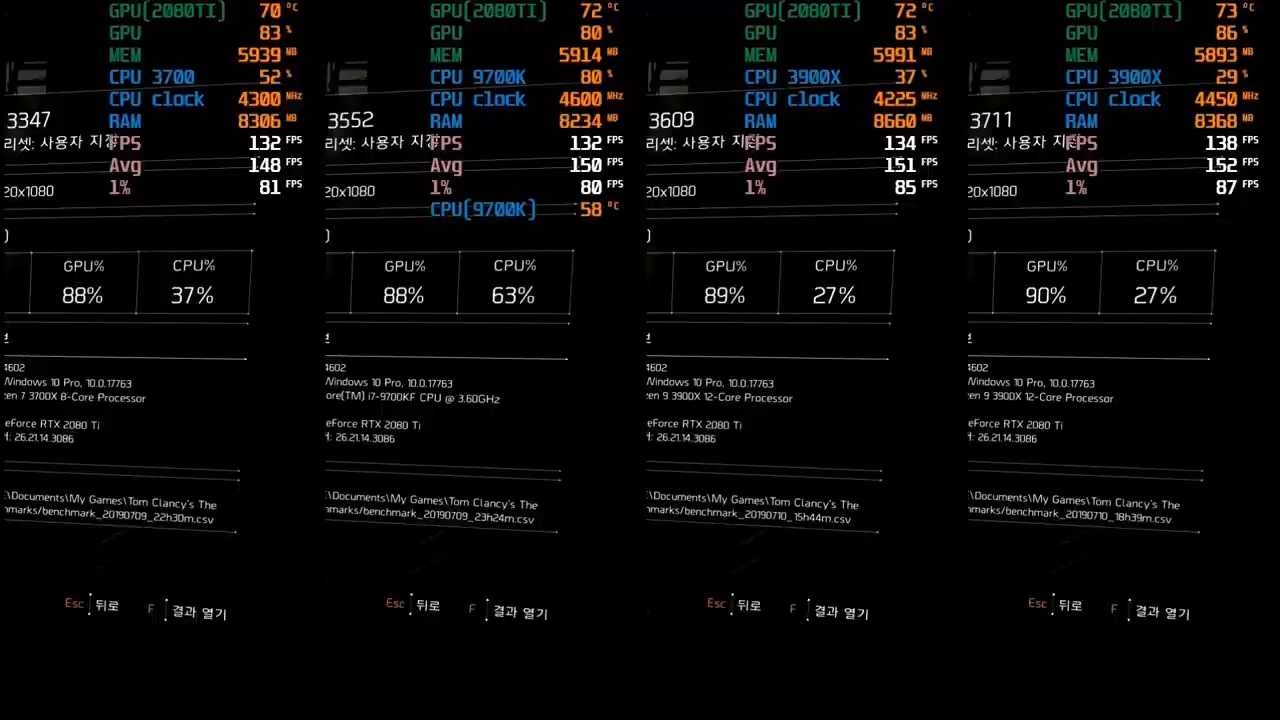 GPU(2080TI) 70 °C
GPU 83 %
MEM 5939 MB
CPU 3700 52 %
CPU clock 4300 MHz
3347
RAM 8306 MB
리셋: 사용자 지정
FPS 132 FPS
Avg 148 FPS
20x1080
1% 81 FPS
GPU% CPU%
88% 37%
4602
Windows 10 Pro, 10.0.17763
zen 7 3700X 8-Core Processor
eForce RTX 2080 Ti
H: 26.21.14.3086
:\Documents\My Games\Tom Clancy's The
hmarks/benchmark_20190709_22h30m.csv
Esc 뒤로 F 결과 열기
GPU(2080TI) 72 °C
GPU 80 %
MEM 5914 MB
CPU 9700K 80 %
CPU clock 4600 MHz
3552
RAM 8234 MB
리셋: 사용자 지정
FPS 132 FPS
Avg 150 FPS
20x1080
1% 80 FPS
CPU(9700K) 58 °C
GPU% CPU%
88% 63%
4602
Windows 10 Pro, 10.0.17763
ore(TM) i7-9700KF CPU @ 3.60GHz
eForce RTX 2080 Ti
H: 26.21.14.3086
:\Documents\My Games\Tom Clancy's The
hmarks/benchmark_20190709_23h24m.csv
Esc 뒤로 F 결과 열기
GPU(2080TI) 72 °C
GPU 83 %
MEM 5991 MB
CPU 3900X 37 %
CPU clock 4225 MHz
3609
RAM 8660 MB
리셋: 사용자 지정
FPS 134 FPS
Avg 151 FPS
20x1080
1% 85 FPS
GPU% CPU%
89% 27%
4602
Windows 10 Pro, 10.0.17763
zen 9 3900X 12-Core Processor
eForce RTX 2080 Ti
H: 26.21.14.3086
:\Documents\My Games\Tom Clancy's The
hmarks/benchmark_20190710_15h44m.csv
Esc 뒤로 F 결과 열기
GPU(2080TI) 73 °C
GPU 86 %
MEM 5893 MB
CPU 3900X 29 %
CPU clock 4450 MHz
3711
RAM 8368 MB
리셋: 사용자 지정
FPS 138 FPS
Avg 152 FPS
20x1080
1% 87 FPS
GPU% CPU%
90% 27%
4602
Windows 10 Pro, 10.0.17763
zen 9 3900X 12-Core Processor
eForce RTX 2080 Ti
H: 26.21.14.3086
:\Documents\My Games\Tom Clancy's The
hmarks/benchmark_20190710_18h39m.csv
Esc 뒤로 F 결과 열기